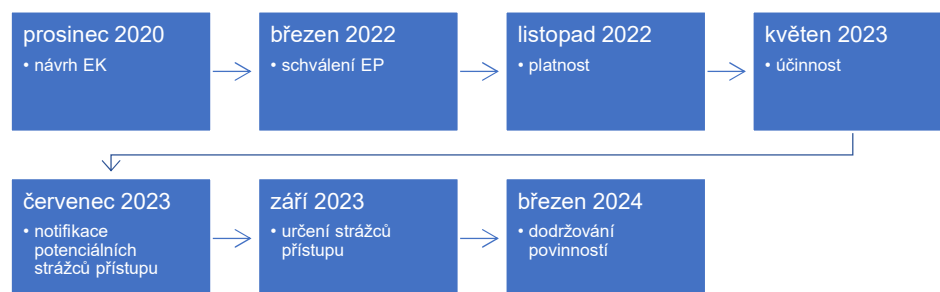 prosinec 2020
• návrh EK
březen 2022
• schválení EP
listopad 2022
• platnost
květen 2023
• účinnost
červenec 2023
• notifikace
potenciálních
strážců přístupu
září 2023
• určení strážců
přístupu
březen 2024
• dodržování
povinností